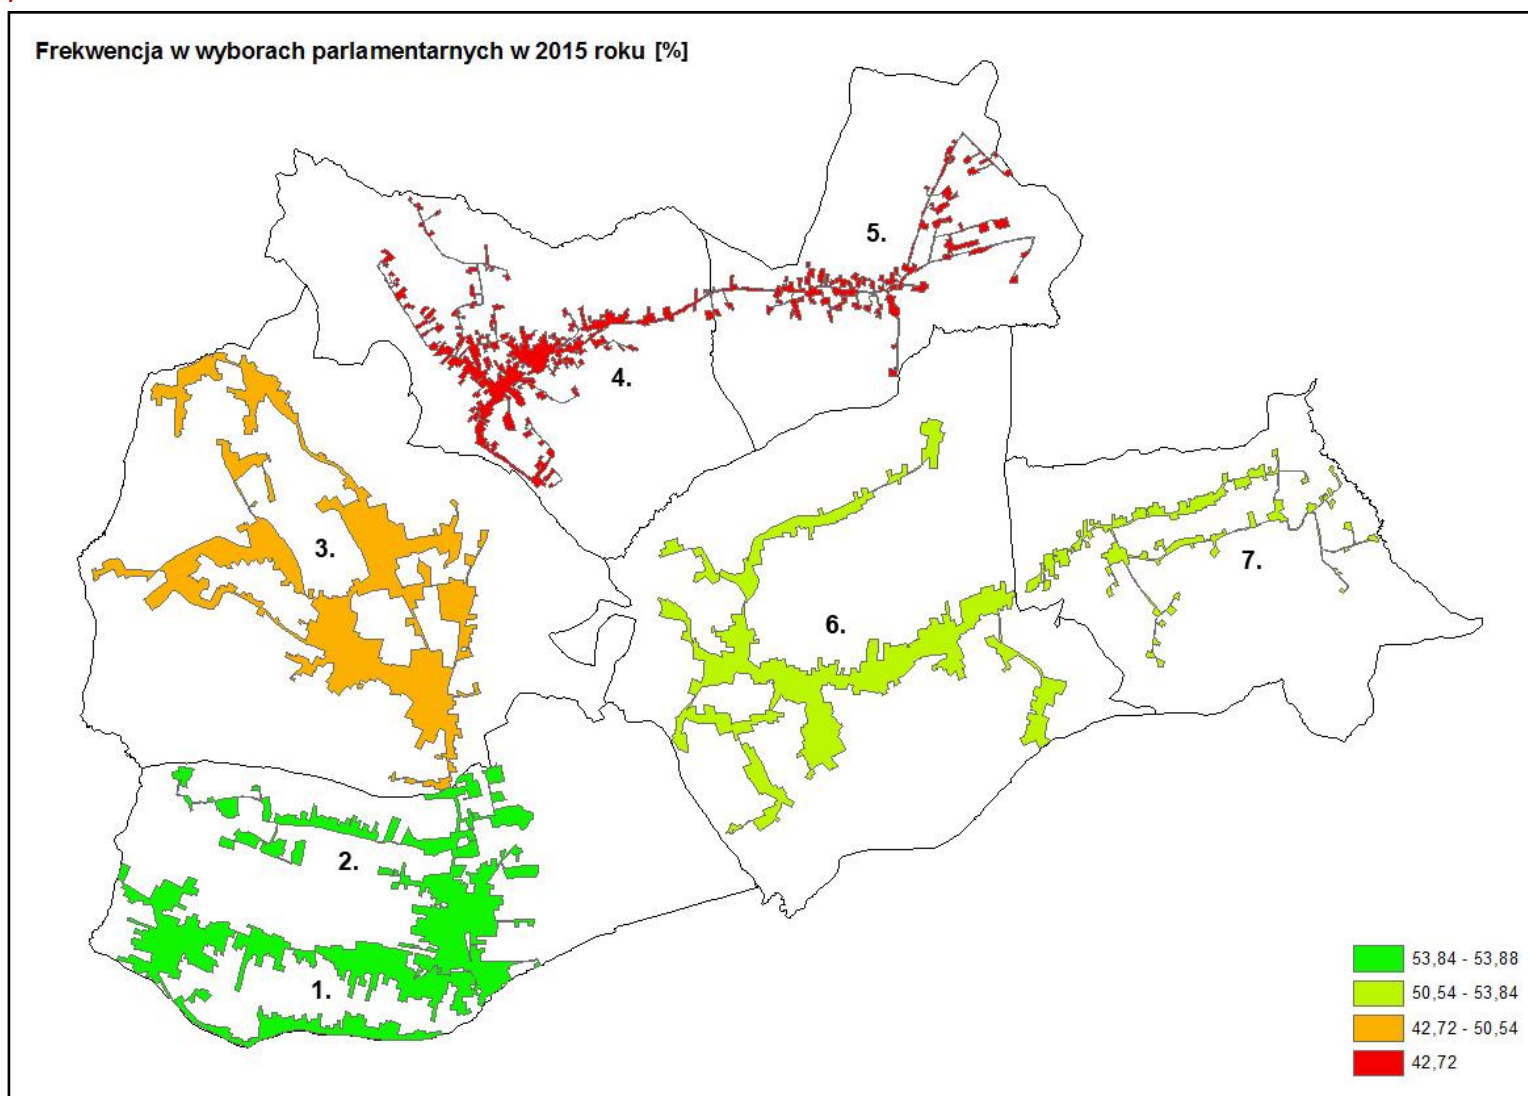 Frekwencja w wyborach parlamentarnych w 2015 roku [%]
5.
4.
3.
7.
6.
2.
1.
53,84 - 53,88
50,54 - 53,84
42,72 - 50,54
42,72